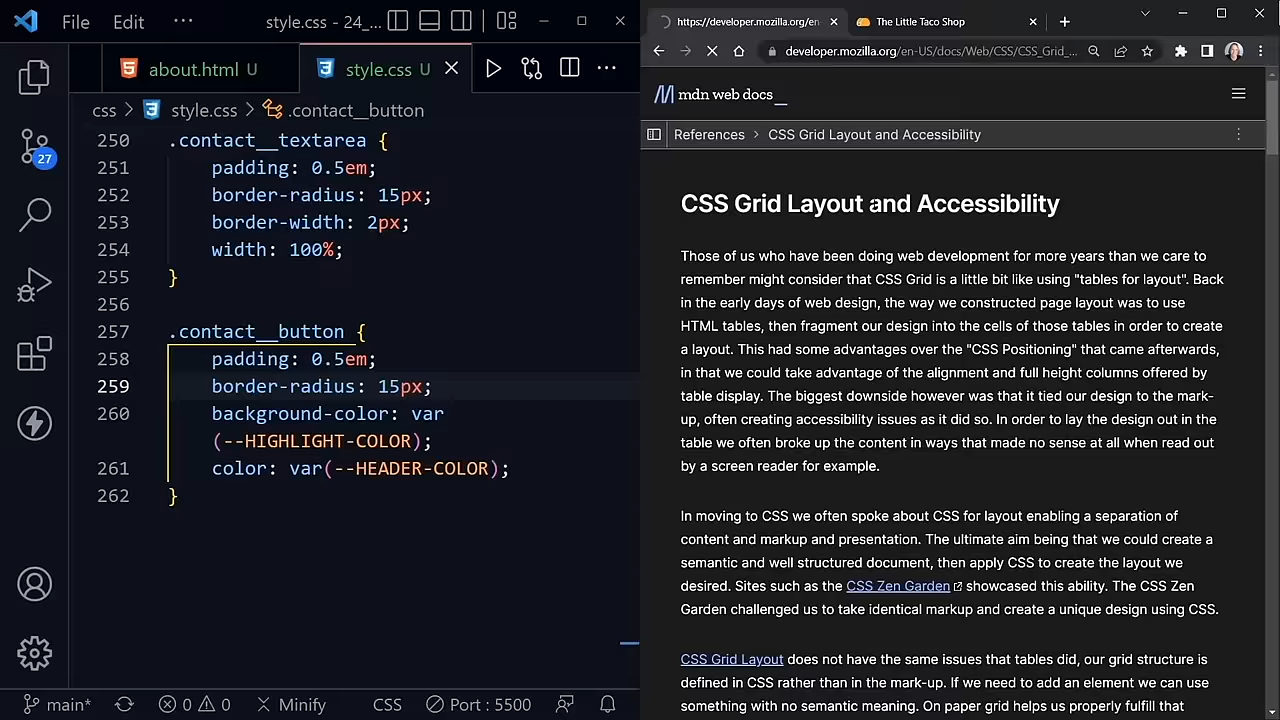 File Edit ··· style.css - 24_...
about.html U style.css U
css > style.css > .contact__button
250 .contact__textarea {
251 padding: 0.5em;
252 border-radius: 15px;
253 border-width: 2px;
254 width: 100%;
255 }
256
257 .contact__button {
258 padding: 0.5em;
259 border-radius: 15px;
260 background-color: var
(--HIGHLIGHT-COLOR);
261 color: var(--HEADER-COLOR);
262 }
27
main* 0 0 Minify CSS Port : 5500
https://developer.mozilla.org/en The Little Taco Shop
developer.mozilla.org/en-US/docs/Web/CSS/CSS_Grid_...
mdn web docs_
References > CSS Grid Layout and Accessibility
CSS Grid Layout and Accessibility
Those of us who have been doing web development for more years than we care to
remember might consider that CSS Grid is a little bit like using "tables for layout". Back
in the early days of web design, the way we constructed page layout was to use
HTML tables, then fragment our design into the cells of those tables in order to create
a layout. This had some advantages over the "CSS Positioning" that came afterwards,
in that we could take advantage of the alignment and full height columns offered by
table display. The biggest downside however was that it tied our design to the mark-
up, often creating accessibility issues as it did so. In order to lay the design out in the
table we often broke up the content in ways that made no sense at all when read out
by a screen reader for example.
In moving to CSS we often spoke about CSS for layout enabling a separation of
content and markup and presentation. The ultimate aim being that we could create a
semantic and well structured document, then apply CSS to create the layout we
desired. Sites such as the CSS Zen Garden showcased this ability. The CSS Zen
Garden challenged us to take identical markup and create a unique design using CSS.
CSS Grid Layout does not have the same issues that tables did, our grid structure is
defined in CSS rather than in the mark-up. If we need to add an element we can use
something with no semantic meaning. On paper grid helps us properly fulfill that